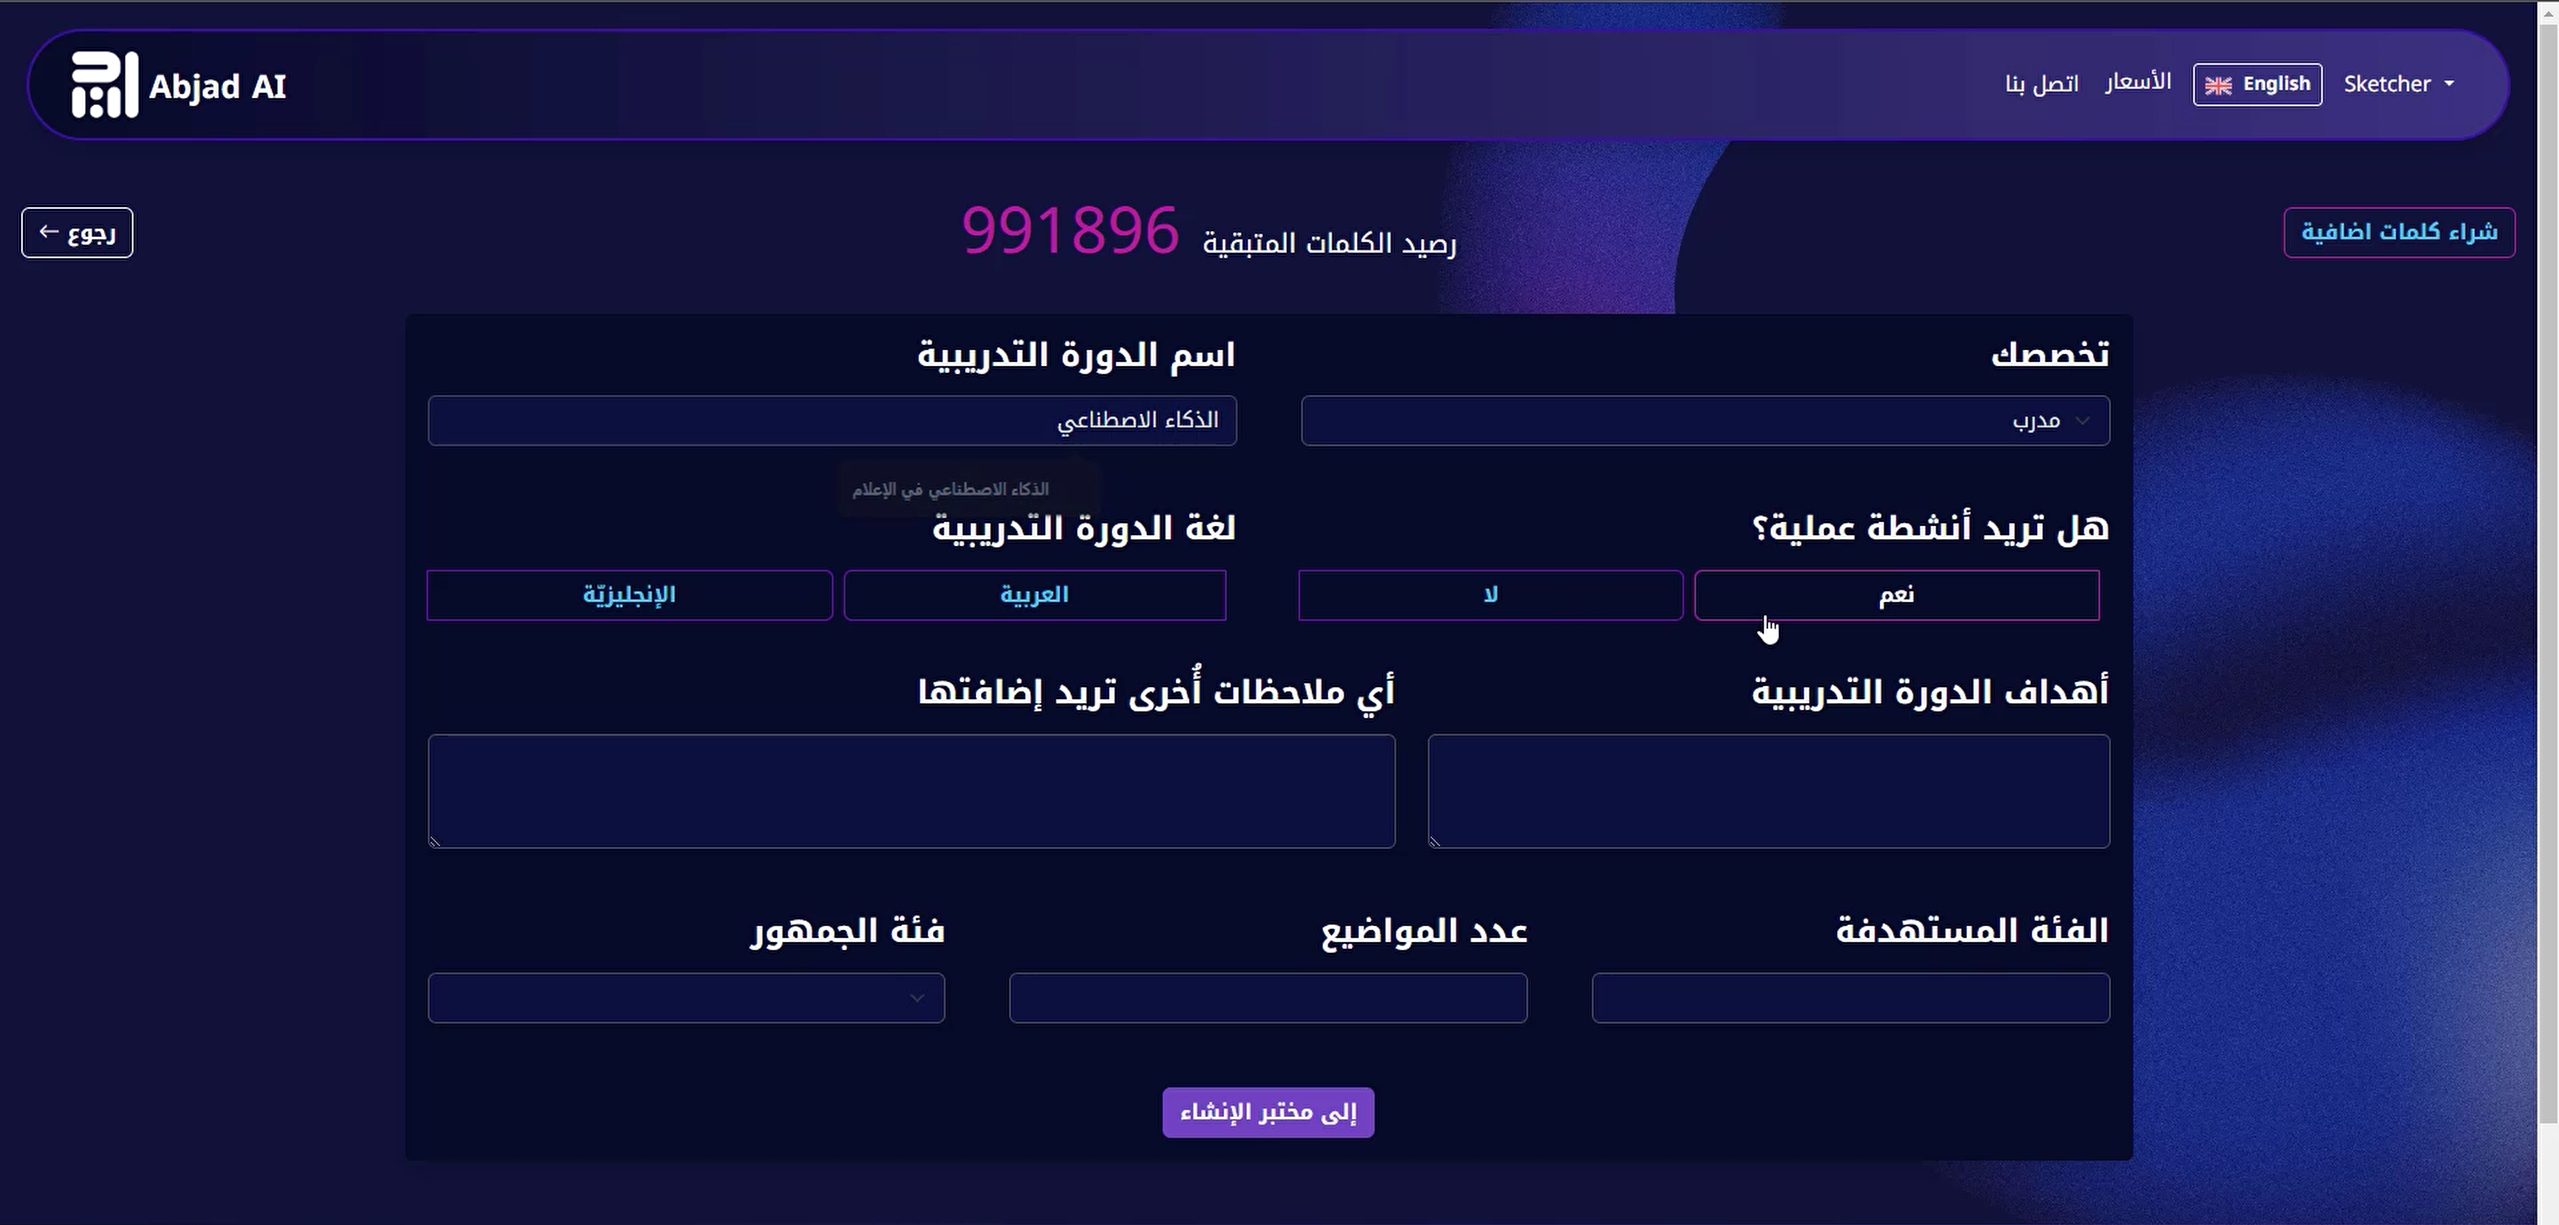 Abjad AI
Sketcher
English
الأسعار
اتصل بنا
شراء كلمات اضافية
رصيد الكلمات المتبقية 991896
رجوع ←
تخصصك
اسم الدورة التدريبية
مدرب
الذكاء الاصطناعي
الذكاء الاصطناعي في الإعلام
هل تريد أنشطة عملية؟
لغة الدورة التدريبية
نعم
لا
العربية
الإنجليزيّة
أهداف الدورة التدريبية
أي ملاحظات أُخرى تريد إضافتها
الفئة المستهدفة
عدد المواضيع
فئة الجمهور
إلى مختبر الإنشاء